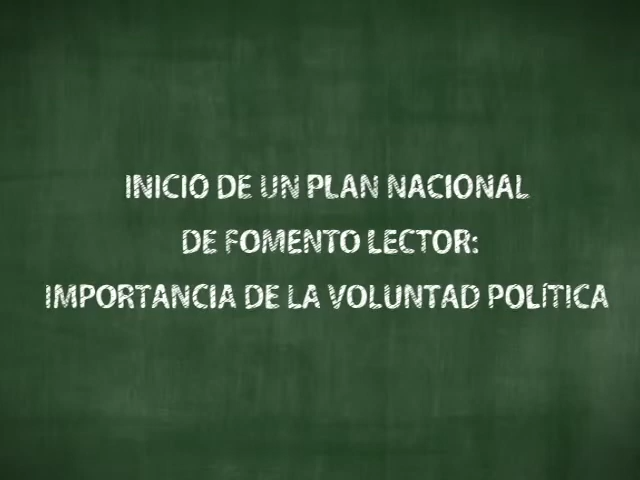 INICIO DE UN PLAN NACIONAL
DE FOMENTO LECTOR:
IMPORTANCIA DE LA VOLUNTAD POLÍTICA